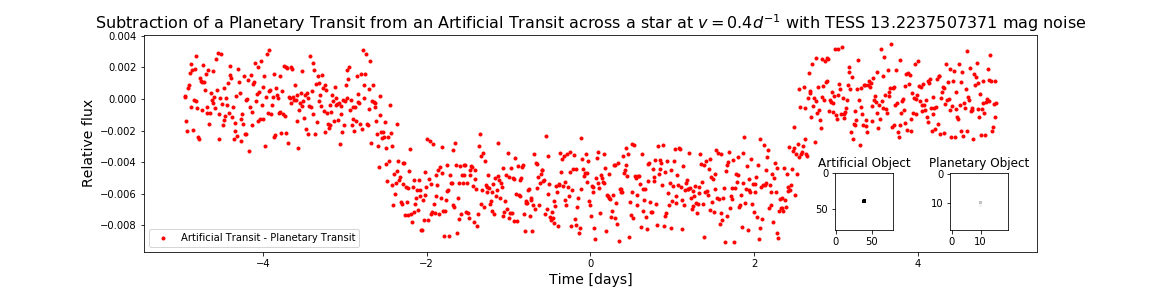 Subtraction of a Planetary Transit from an Artificial Transit across a star at v = 0.4d⁻¹ with TESS 13.2237507371 mag noise
0.004
0.002
0.000
−0.002
−0.004
−0.006
−0.008
Relative flux
Artificial Transit - Planetary Transit
Artificial Object
0
50
0 50
Planetary Object
0
10
0 10
−4 −2 0 2 4
Time [days]